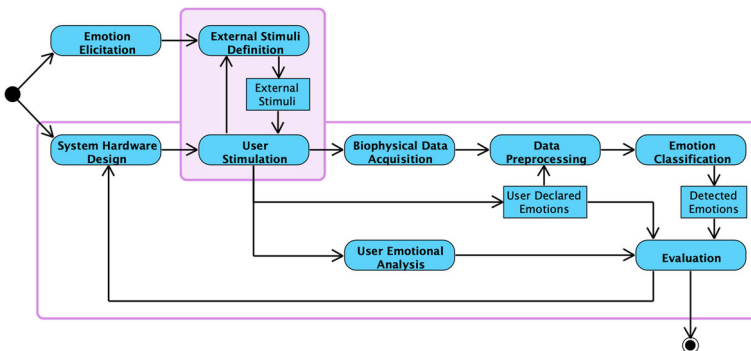 Emotion
Elicitation
External Stimuli
Definition
External
Stimuli
System Hardware
Design
User
Stimulation
Biophysical Data
Acquisition
Data
Preprocessing
Emotion
Classification
User Declared
Emotions
Detected
Emotions
User Emotional
Analysis
Evaluation